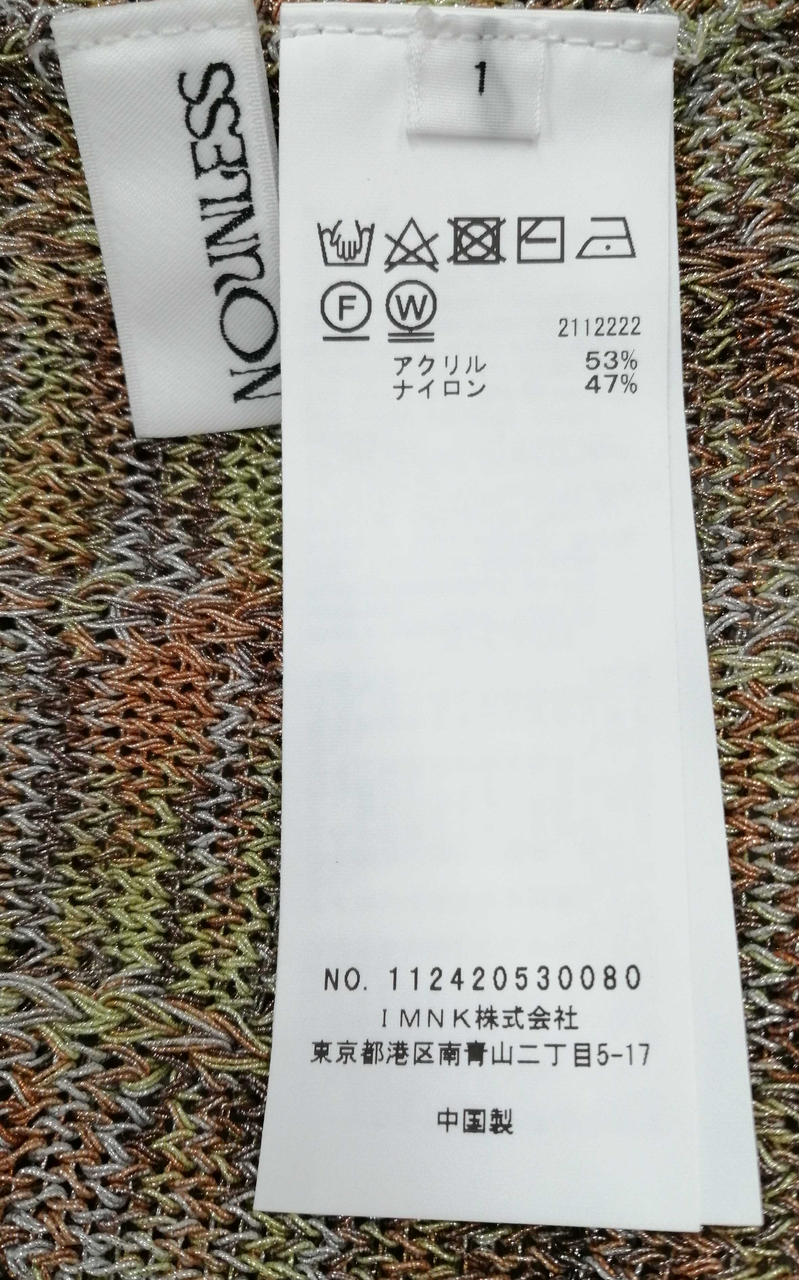 NOUNLESS
1
F W
2112222
アクリル 53%
ナイロン 47%
NO. 112420530080
IMNK株式会社
東京都港区南青山二丁目5-17
中国製